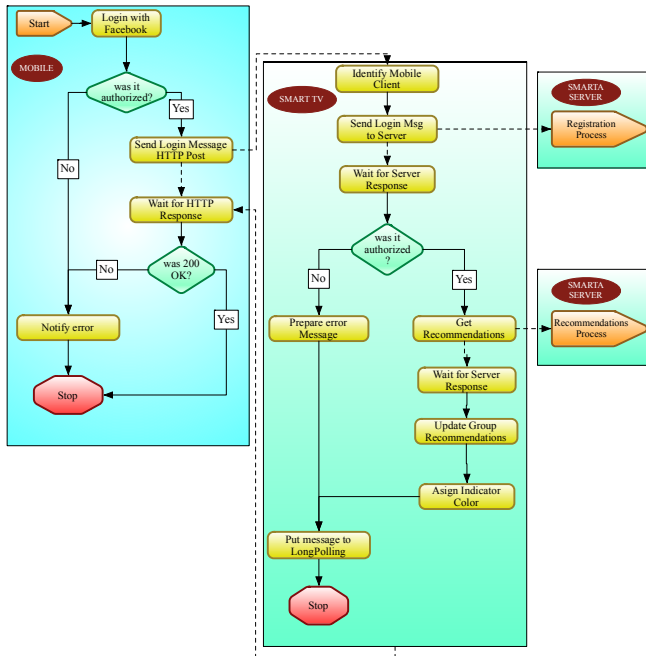 Start
Login with
Facebook
MOBILE
was it
authorized?
Yes
No
Send Login Message
HTTP Post
Wait for HTTP
Response
was 200
OK?
No
Yes
Notify error
Stop
Identify Mobile
Client
SMART TV
Send Login Msg
to Server
Wait for Server
Response
was it
authorized
?
No
Yes
Prepare error
Message
Get
Recommendations
Wait for Server
Response
Update Group
Recommendations
Asign Indicator
Color
Put message to
LongPolling
Stop
SMARTA
SERVER
Registration
Process
SMARTA
SERVER
Recommendations
Process